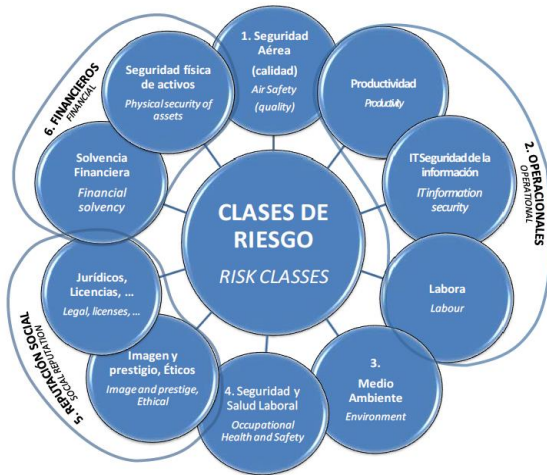 CLASES DE
RIESGO
RISK CLASSES
1. Seguridad
Aérea
(calidad)
Air Safety
(quality)
Productividad
Productivity
IT Seguridad de la
información
IT information
security
Labora
Labour
2. OPERACIONALES
OPERATIONAL
3.
Medio
Ambiente
Environment
4. Seguridad y
Salud Laboral
Occupational
Health and Safety
Imagen y
prestigio, Éticos
Image and prestige,
Ethical
Jurídicos,
Licencias, ...
Legal, licenses, ...
5. REPUTACIÓN SOCIAL
SOCIAL REPUTATION
Solvencia
Financiera
Financial
solvency
Seguridad física
de activos
Physical security of
assets
6. FINANCIEROS
FINANCIAL